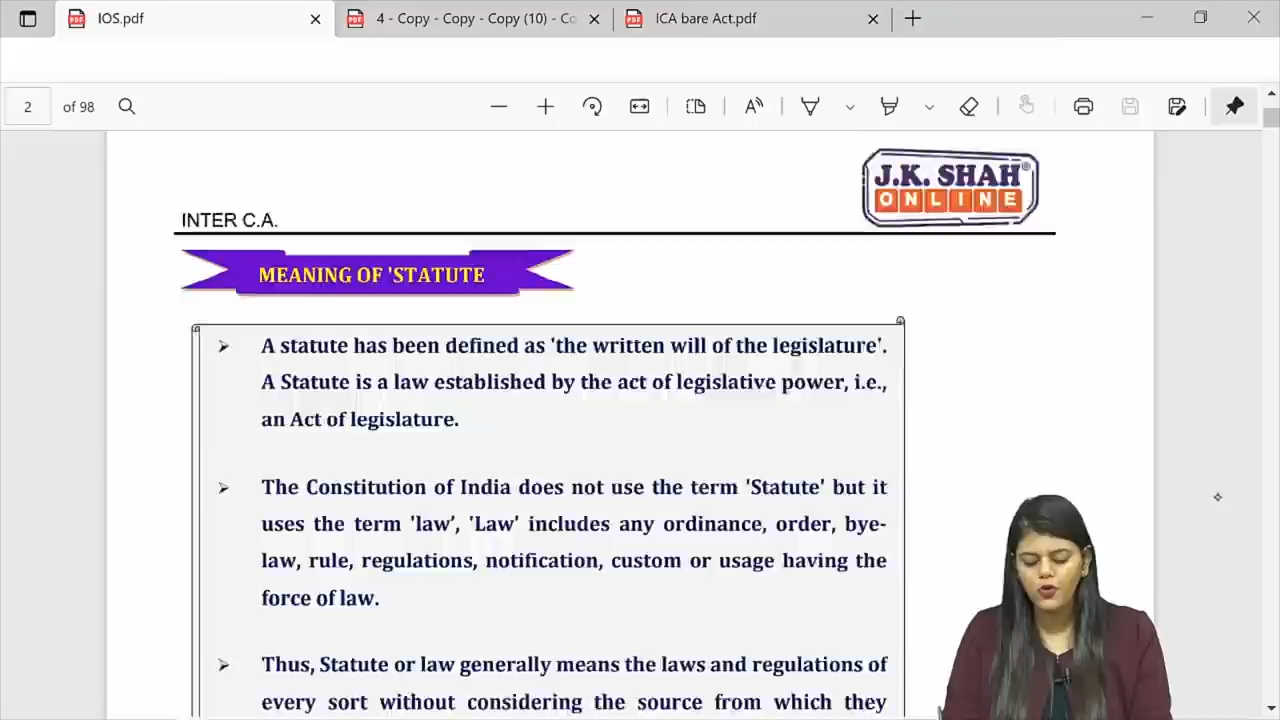 IOS.pdf
4 - Copy - Copy - Copy (10) - Co
ICA bare Act.pdf
2 of 98
J.K. SHAH®
ONLINE
INTER C.A.
MEANING OF 'STATUTE
A statute has been defined as 'the written will of the legislature'.
A Statute is a law established by the act of legislative power, i.e.,
an Act of legislature.
The Constitution of India does not use the term 'Statute' but it
uses the term 'law', 'Law' includes any ordinance, order, bye-
law, rule, regulations, notification, custom or usage having the
force of law.
Thus, Statute or law generally means the laws and regulations of
every sort without considering the source from which they